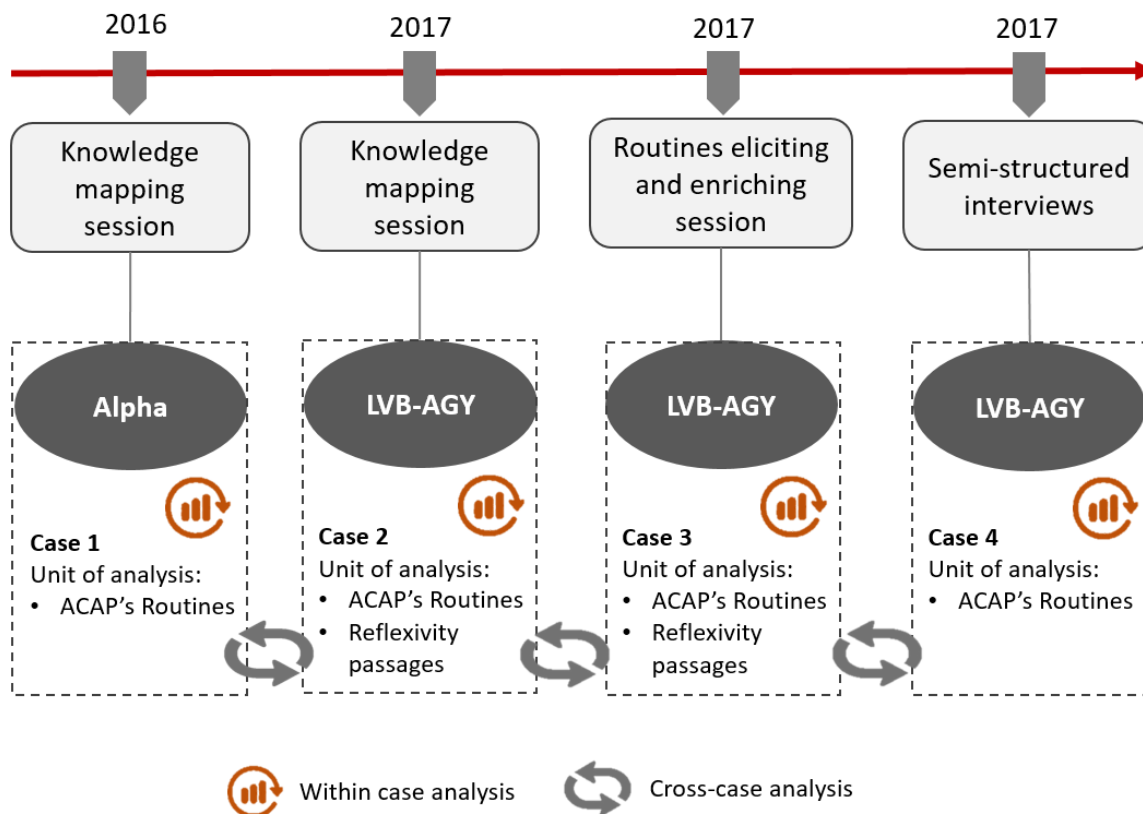 2016
2017
2017
2017
Knowledge
mapping
session
Knowledge
mapping
session
Routines eliciting
and enriching
session
Semi-structured
interviews
Alpha
LVB-AGY
LVB-AGY
LVB-AGY
Case 1
Unit of analysis:
• ACAP's Routines
Case 2
Unit of analysis:
• ACAP's Routines
• Reflexivity
passages
Case 3
Unit of analysis:
• ACAP's Routines
• Reflexivity
passages
Case 4
Unit of analysis:
• ACAP's Routines
Within case analysis
Cross-case analysis